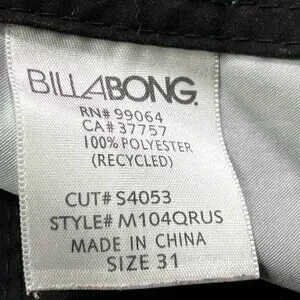 BILLABONG.
RN# 99064
CA# 37757
100% POLYESTER
(RECYCLED)
CUT# S4053
STYLE# M104QRUS
MADE IN CHINA
SIZE 31